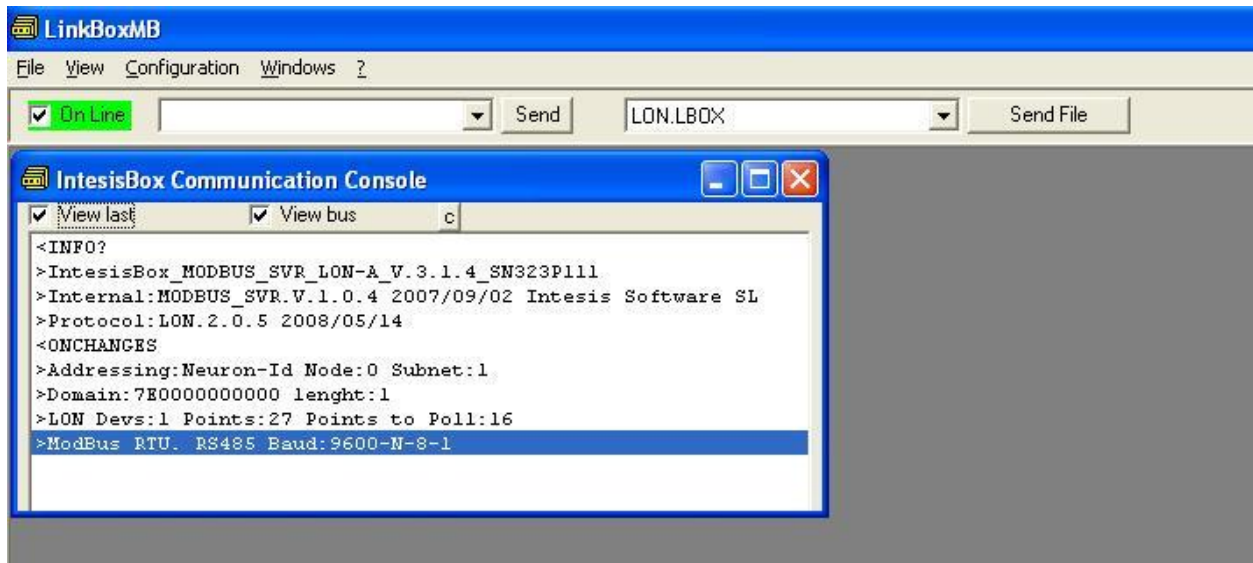 LinkBoxMB
File View Configuration Windows ?
On Line Send LON.LBOX Send File
IntesisBox Communication Console
View last View bus c
<INFO?
>IntesisBox_MODBUS_SVR_LON-A_V.3.1.4_SN323P111
>Internal:MODBUS_SVR.V.1.0.4 2007/09/02 Intesis Software SL
>Protocol:LON.2.0.5 2008/05/14
<ONCHANGES
>Addressing:Neuron-Id Node:0 Subnet:1
>Domain:7E0000000000 lenght:1
>LON Devs:1 Points:27 Points to Poll:16
>ModBus RTU. RS485 Baud:9600-N-8-1